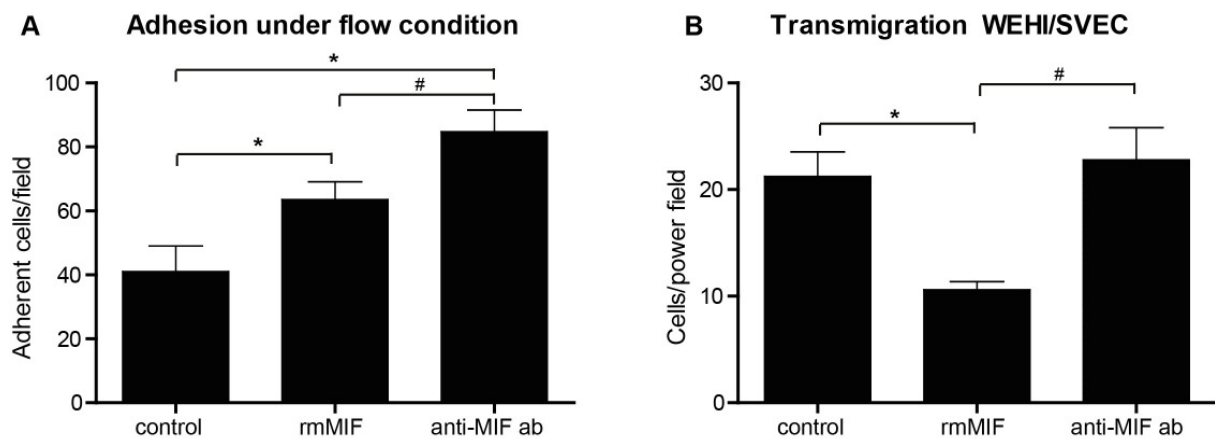 A Adhesion under flow condition
*
#
*
Adherent cells/field
100
80
60
40
20
0
control rmMIF anti-MIF ab
B Transmigration WEHI/SVEC
#
*
Cells/power field
30
20
10
0
control rmMIF anti-MIF ab